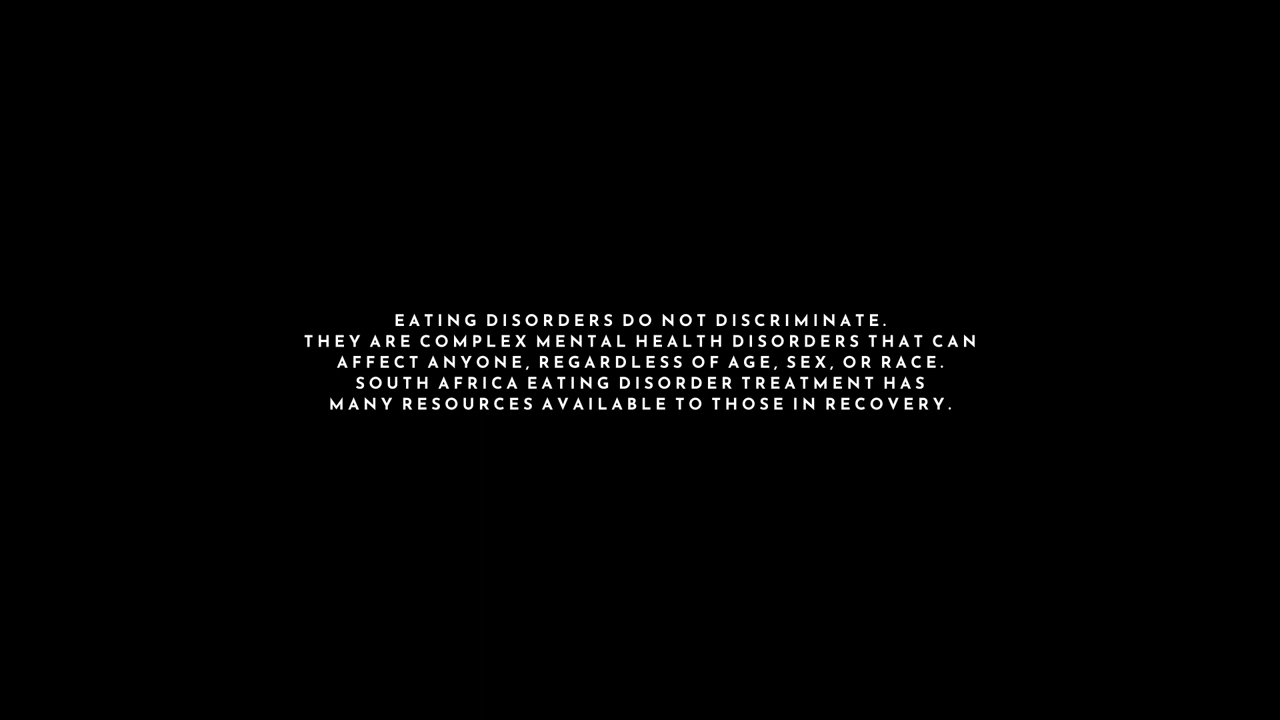 EATING DISORDERS DO NOT DISCRIMINATE.
THEY ARE COMPLEX MENTAL HEALTH DISORDERS THAT CAN
AFFECT ANYONE, REGARDLESS OF AGE, SEX, OR RACE.
SOUTH AFRICA EATING DISORDER TREATMENT HAS
MANY RESOURCES AVAILABLE TO THOSE IN RECOVERY.